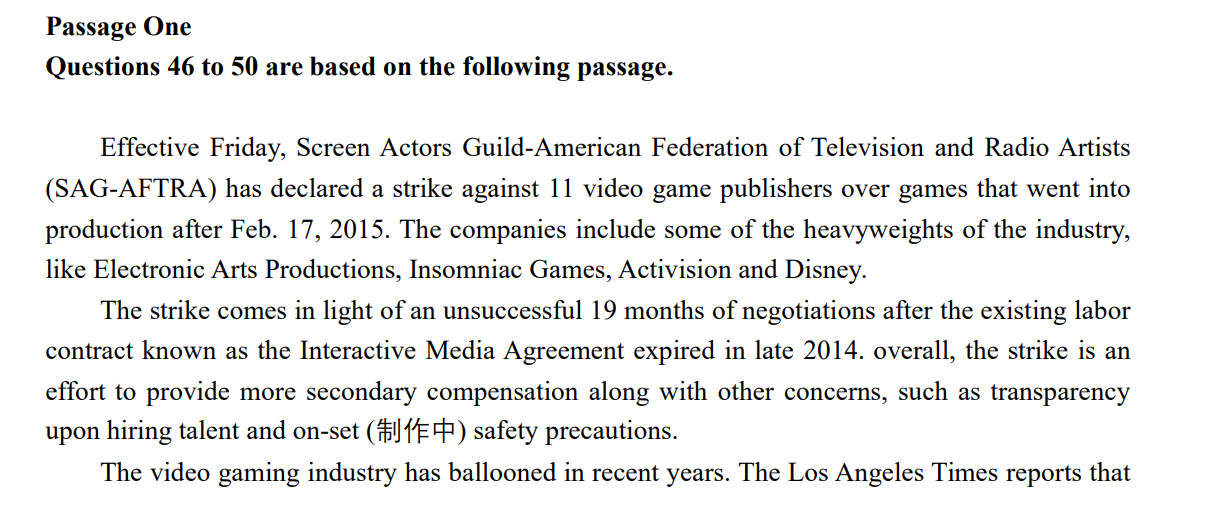 Passage One
Questions 46 to 50 are based on the following passage.
Effective Friday, Screen Actors Guild-American Federation of Television and Radio Artists
(SAG-AFTRA) has declared a strike against 11 video game publishers over games that went into
production after Feb. 17, 2015. The companies include some of the heavyweights of the industry,
like Electronic Arts Productions, Insomniac Games, Activision and Disney.
The strike comes in light of an unsuccessful 19 months of negotiations after the existing labor
contract known as the Interactive Media Agreement expired in late 2014. overall, the strike is an
effort to provide more secondary compensation along with other concerns, such as transparency
upon hiring talent and on-set (制作中) safety precautions.
The video gaming industry has ballooned in recent years. The Los Angeles Times reports that